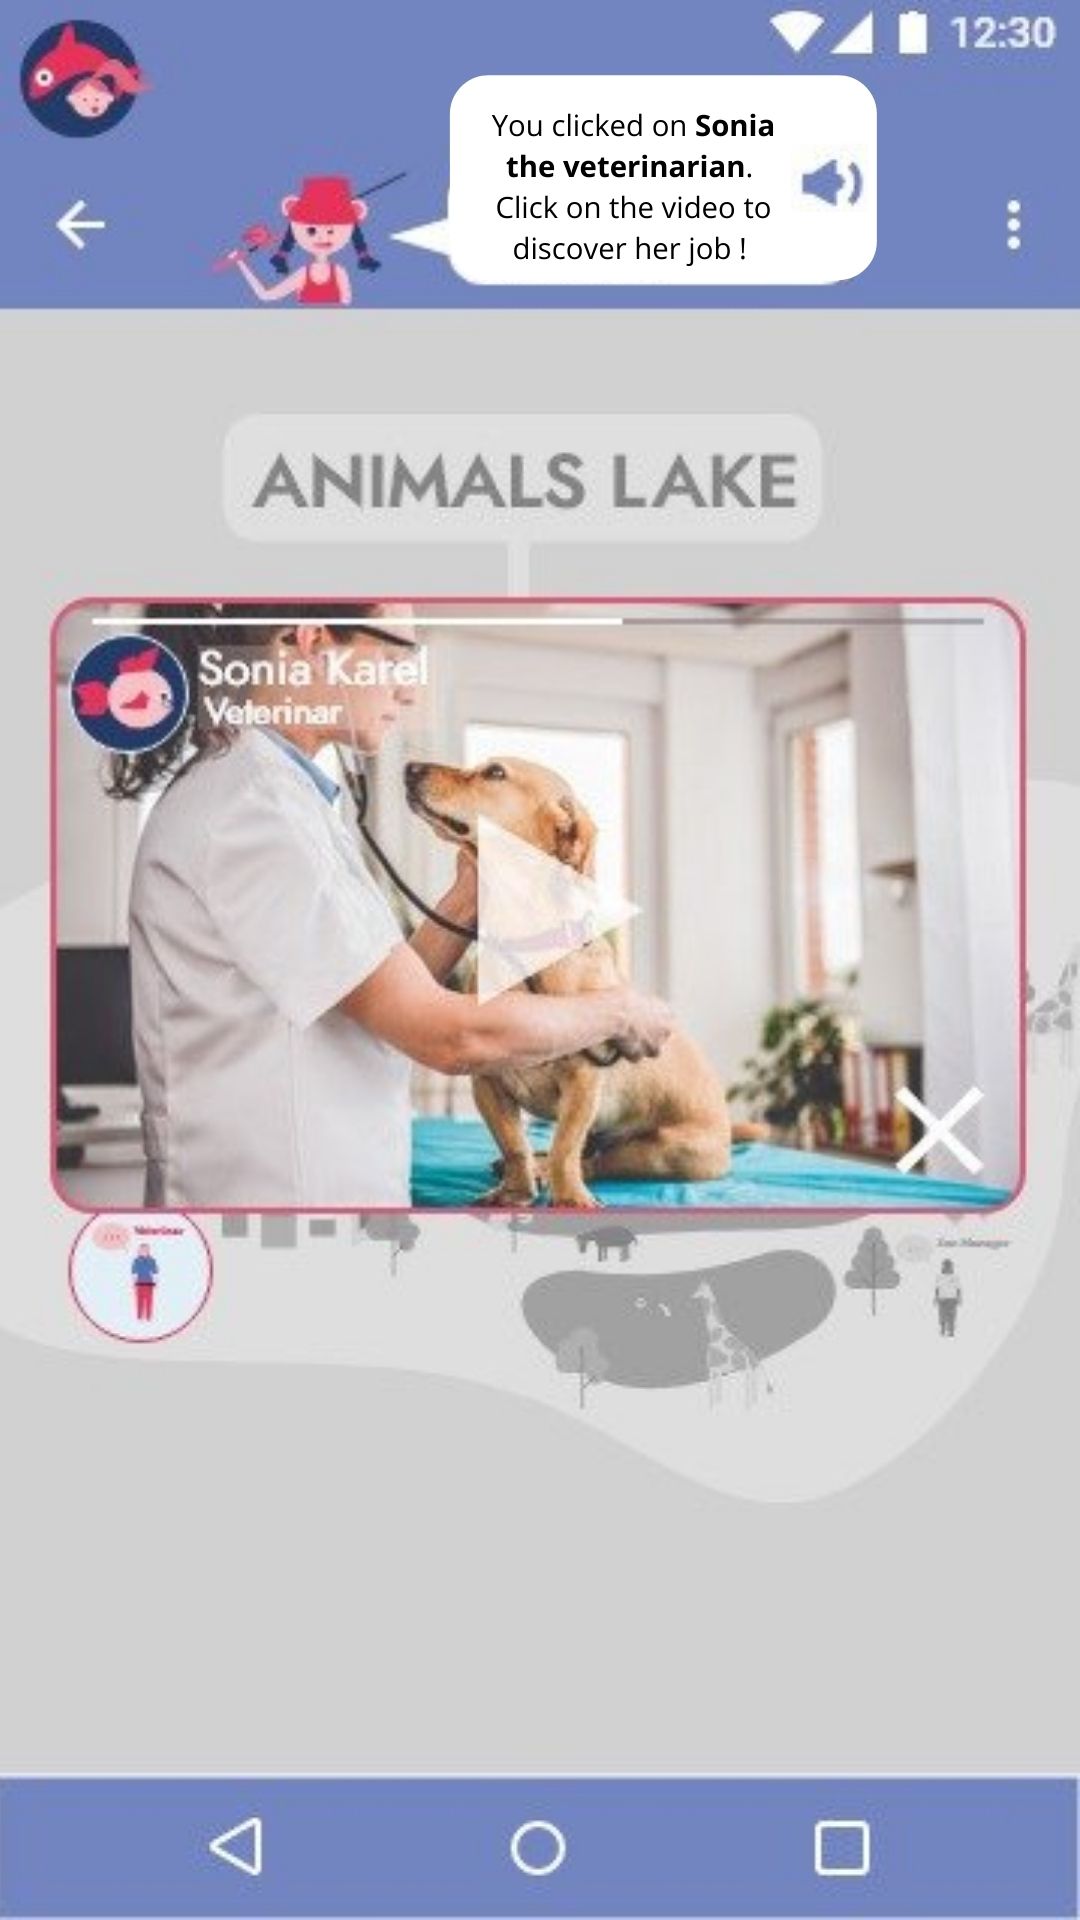 12:30
You clicked on Sonia
the veterinarian.
Click on the video to
discover her job !
ANIMALS LAKE
Sonia Karel
Veterinar
Veterinar
Zoo Manager